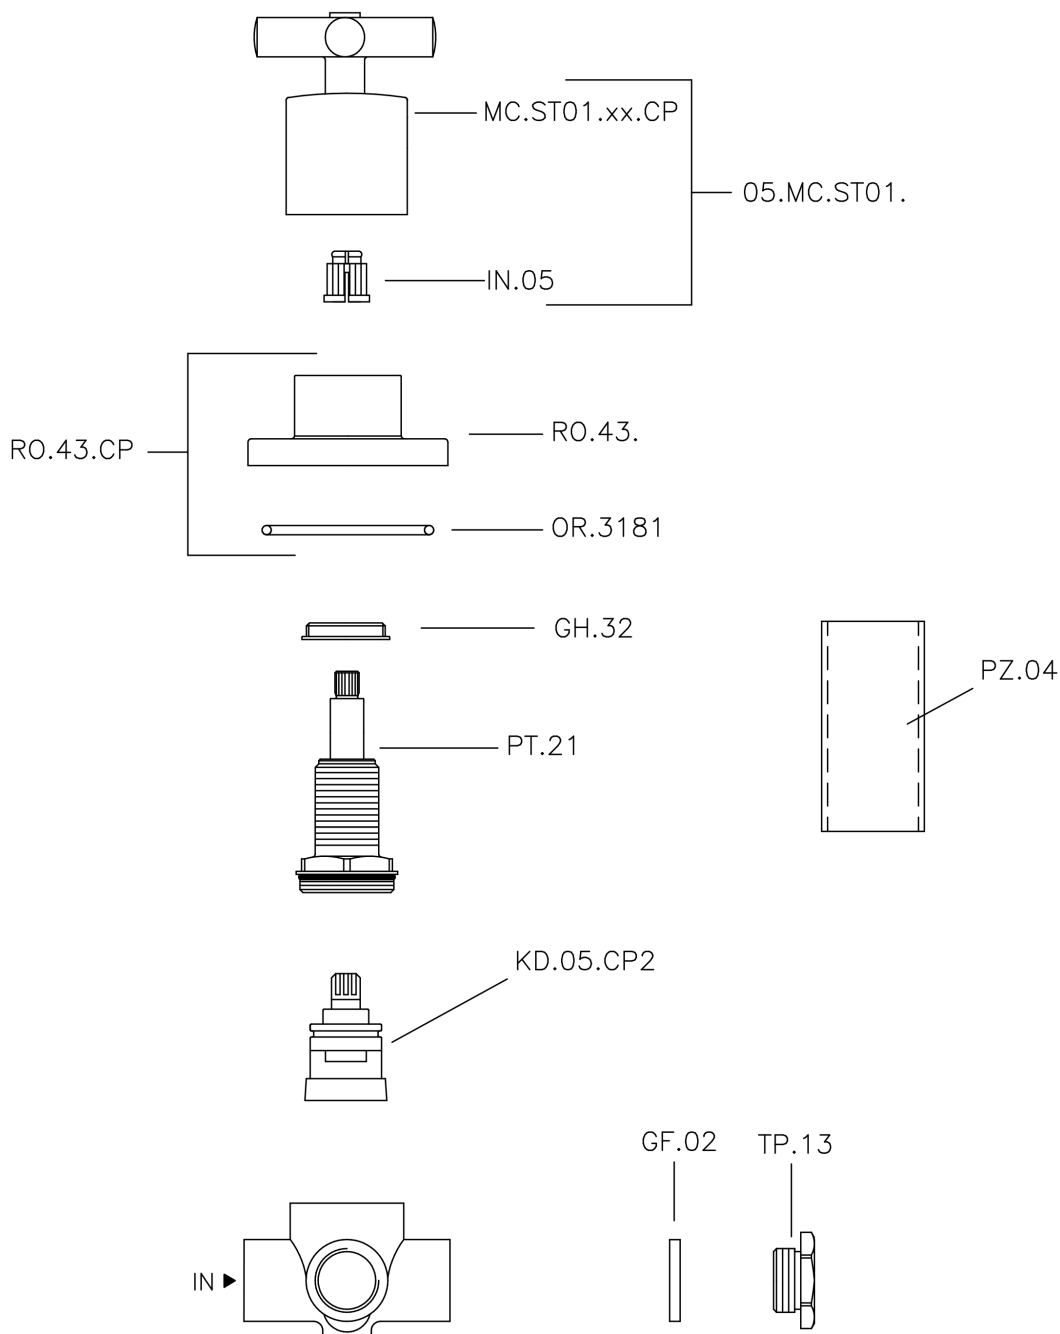 MC.ST01.xx.CP
05.MC.ST01.
IN.05
RO.43.
RO.43.CP
OR.3181
GH.32
PZ.04
PT.21
KD.05.CP2
GF.02
TP.13
IN